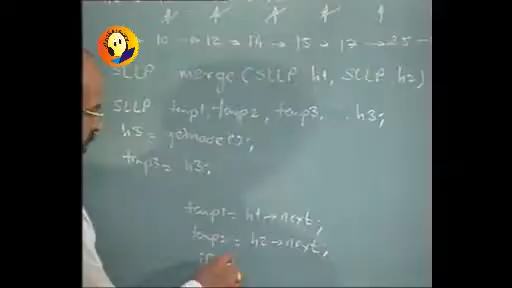 10 → 12 → 14 → 15 → 17 → 25
SLLP merge (SLLP h1, SLLP h2)
SLLP temp1, temp2, temp3, h3;
h3 = getnode();
temp3 = h3;
temp1 = h1→next;
temp2 = h2→next;
if